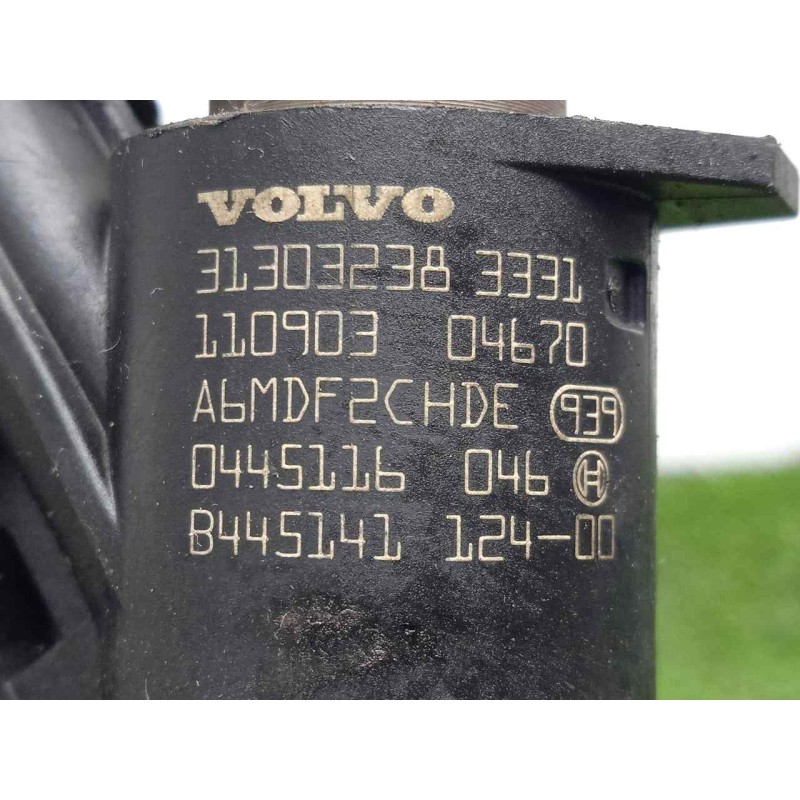 VOLVO
31303238 3331
110903 04670
A6MDF2CHDE 939
0445116 046
B445141 124-00